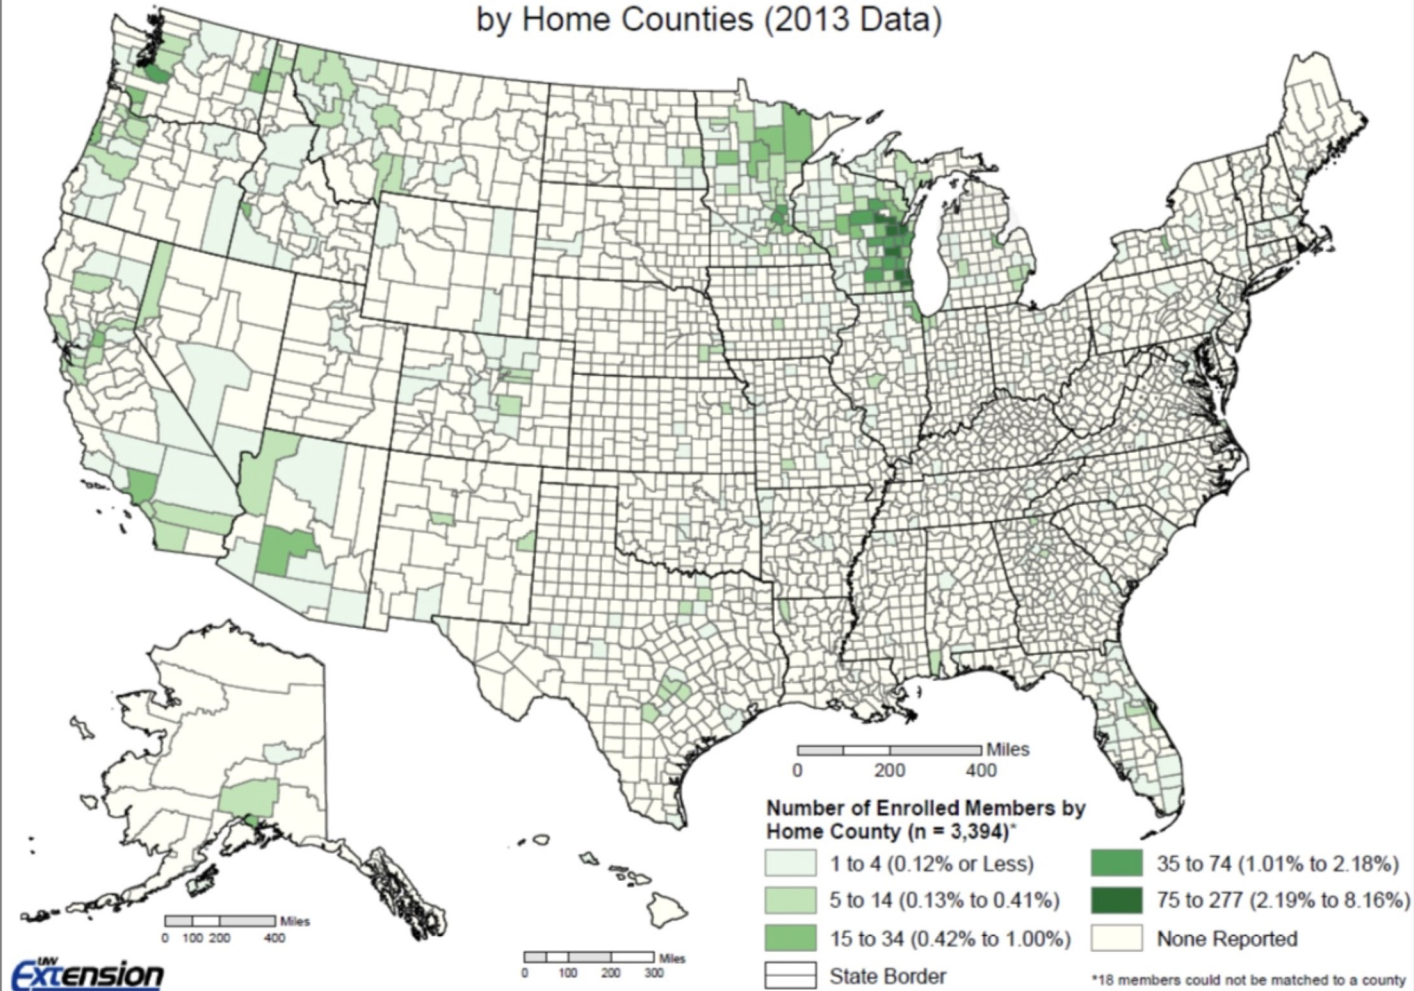 by Home Counties (2013 Data)
Miles
0 200 400
Number of Enrolled Members by
Home County (n = 3,394)*
1 to 4 (0.12% or Less)
5 to 14 (0.13% to 0.41%)
15 to 34 (0.42% to 1.00%)
State Border
35 to 74 (1.01% to 2.18%)
75 to 277 (2.19% to 8.16%)
None Reported
*18 members could not be matched to a county
Miles
0 100 200 400
Miles
0 100 200 300
UW
Extension